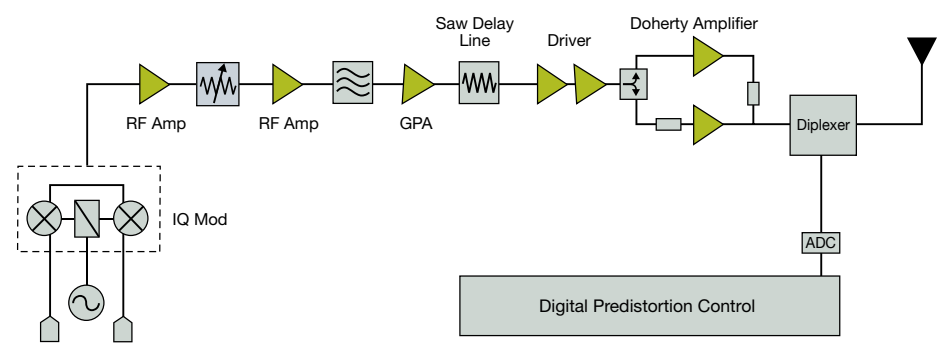 Saw Delay
Line
Driver
Doherty Amplifier
RF Amp
RF Amp
GPA
Diplexer
IQ Mod
ADC
Digital Predistortion Control